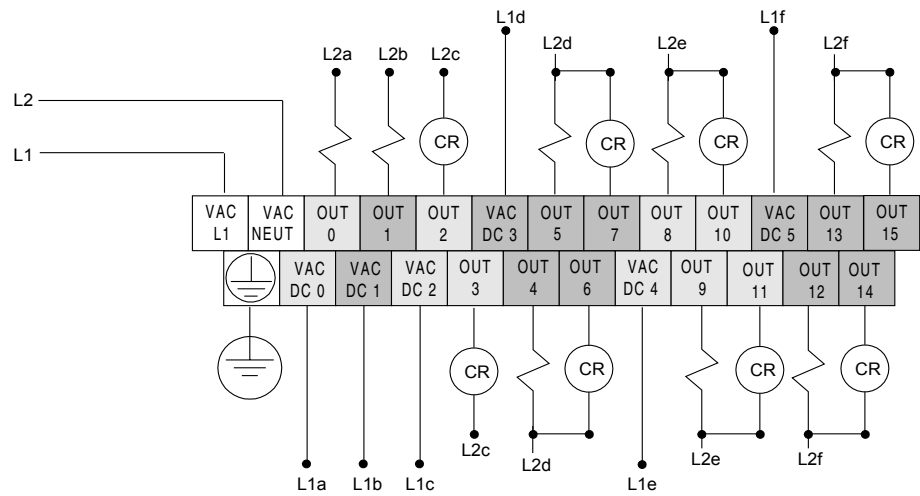 L1d
L1f
L2a L2b L2c
L2d
L2e
L2f
L2
CR CR CR CR
L1
VAC L1
VAC NEUT
OUT 0
OUT 1
OUT 2
VAC DC 3
OUT 5
OUT 7
OUT 8
OUT 10
VAC DC 5
OUT 13
OUT 15
VAC DC 0
VAC DC 1
VAC DC 2
OUT 3
OUT 4
OUT 6
VAC DC 4
OUT 9
OUT 11
OUT 12
OUT 14
CR CR CR CR
L2c
L2d
L2e
L2f
L1a L1b L1c
L1e